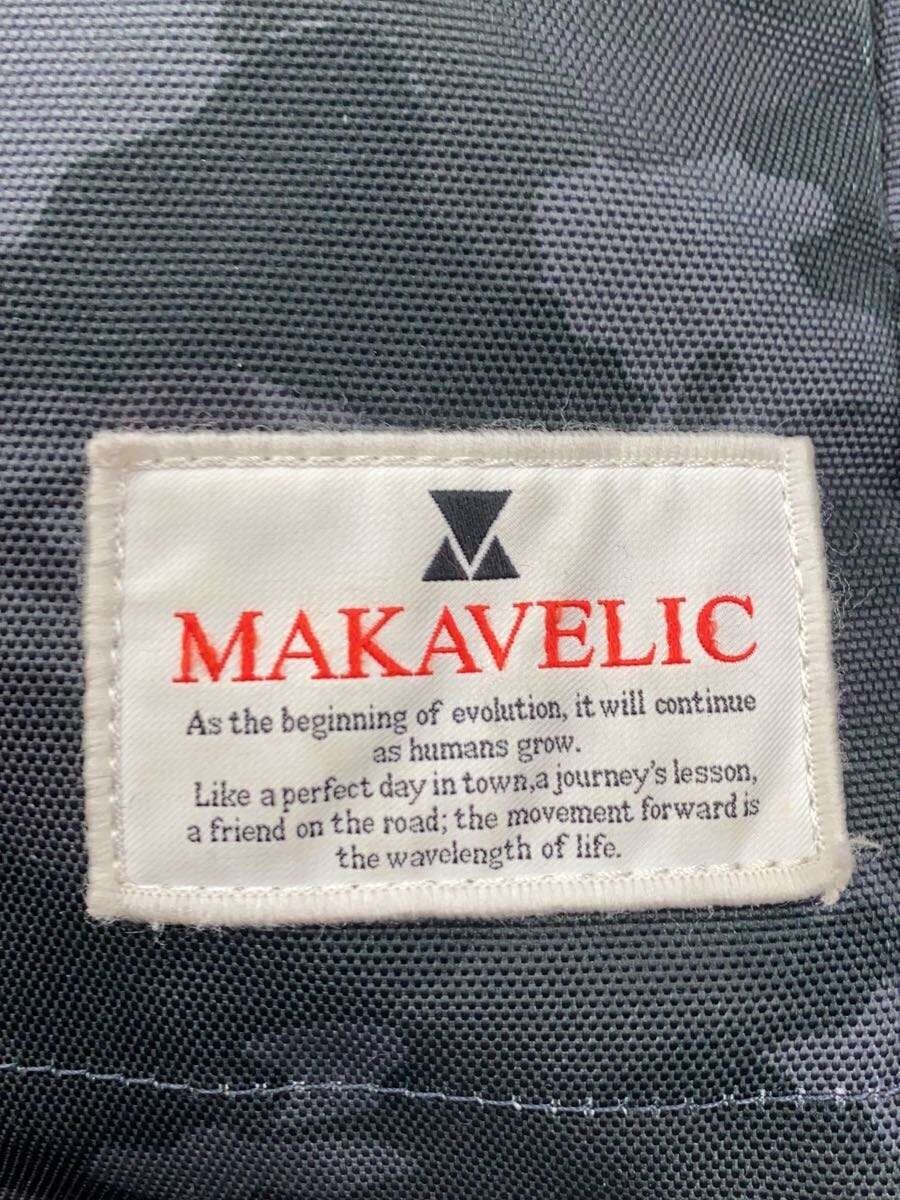 MAKAVELIC
As the beginning of evolution, it will continue
as humans grow.
Like a perfect day in town,a journey's lesson,
a friend on the road; the movement forward is
the wavelength of life.